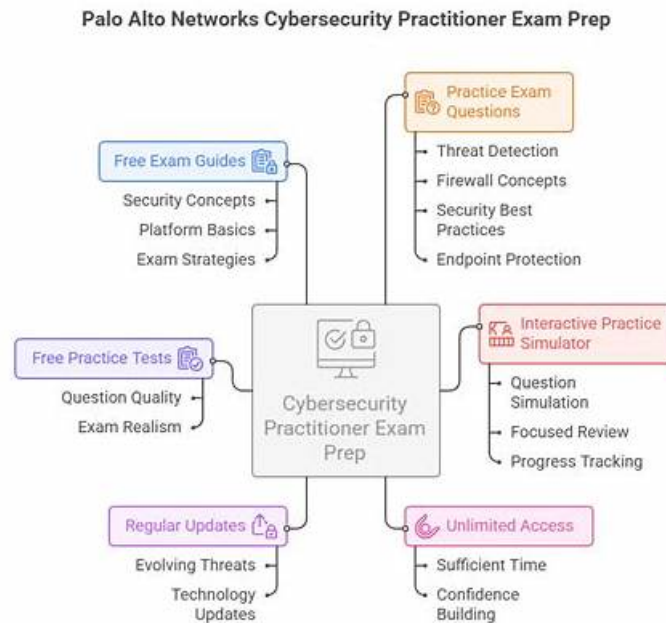 Palo Alto Networks Cybersecurity Practitioner Exam Prep
Free Exam Guides
Security Concepts
Platform Basics
Exam Strategies
Practice Exam
Questions
Threat Detection
Firewall Concepts
Security Best
Practices
Endpoint Protection
Free Practice Tests
Question Quality
Exam Realism
Cybersecurity
Practitioner Exam
Prep
Interactive Practice
Simulator
Question
Simulation
Focused Review
Progress Tracking
Regular Updates
Evolving Threats
Technology
Updates
Unlimited Access
Sufficient Time
Confidence
Building